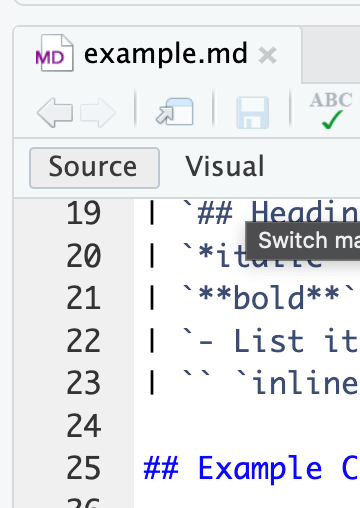 MD example.md ×
ABC
Source Visual
19 | `## Headin
Switch ma
20 | `*italic*
21 | `**bold**`
22 | `- List it
23 | `` `inline
24
25 ## Example C
26